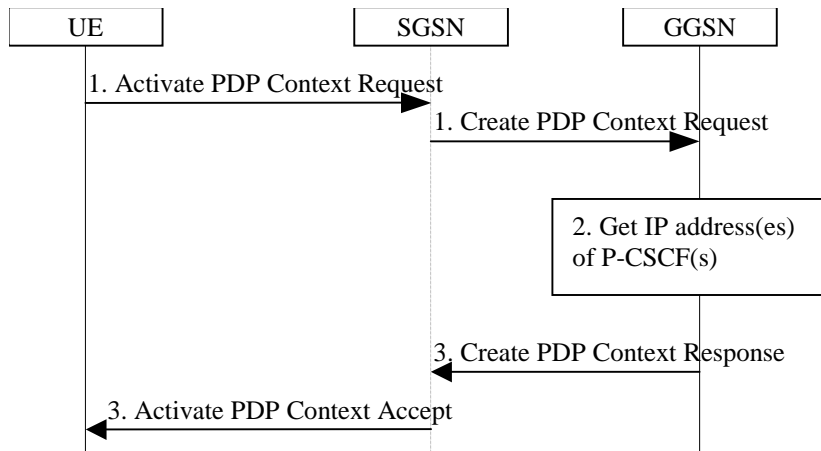 UE
SGSN
GGSN
1. Activate PDP Context Request
1. Create PDP Context Request
2. Get IP address(es)
of P-CSCF(s)
3. Create PDP Context Response
3. Activate PDP Context Accept